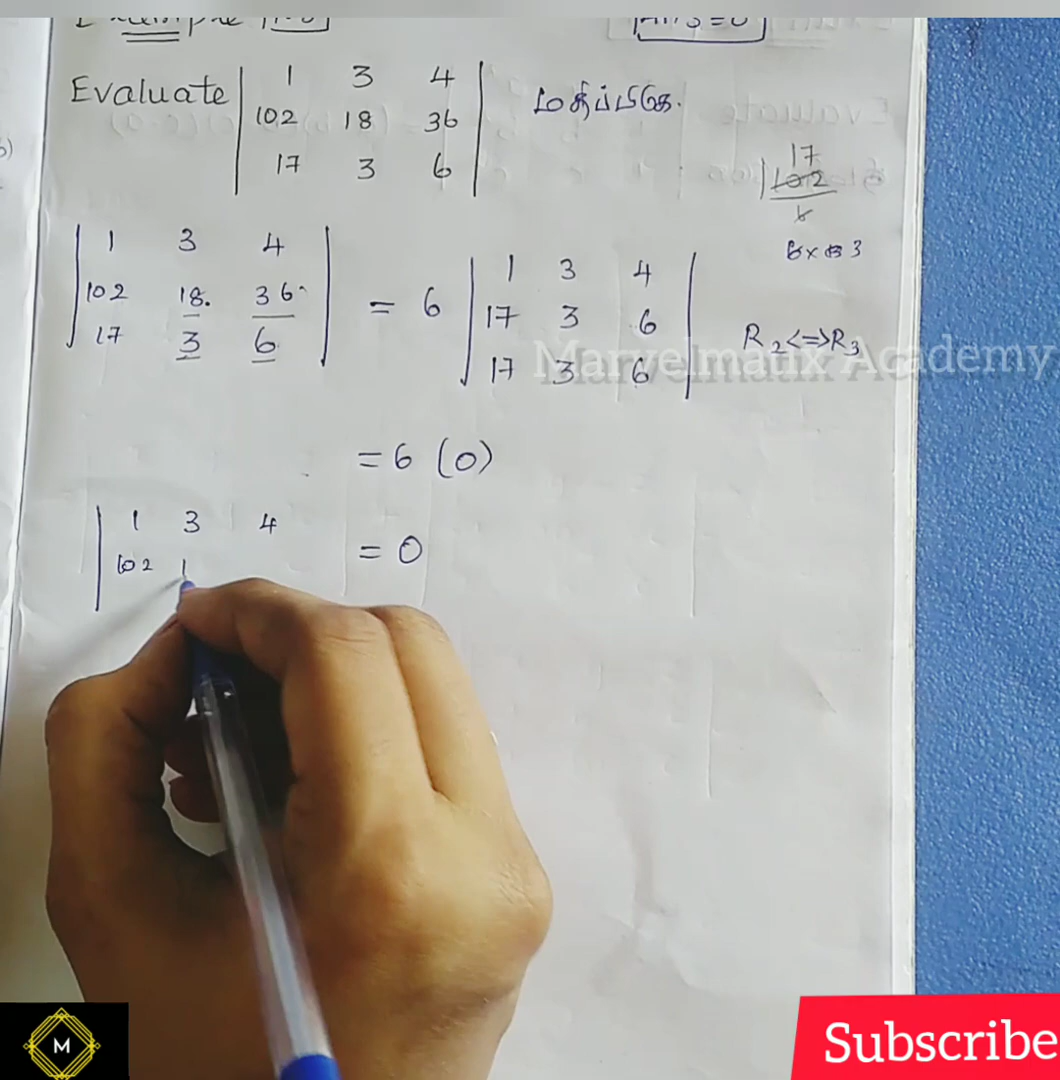 Evaluate | 1 3 4 | மதிப்பிடுக.
| 102 18 36 |
| 17 3 6 |
17
102
6
6x 3
| 1 3 4 |
| 102 18. 36. |
| 17 3 6 |
= 6 | 1 3 4 |
| 17 3 6 |
| 17 3 6 |
R2<=>R3
Marvelmatix Academy
= 6 (0)
= 0
| 1 3 4
| 102 1
M
Subscribe